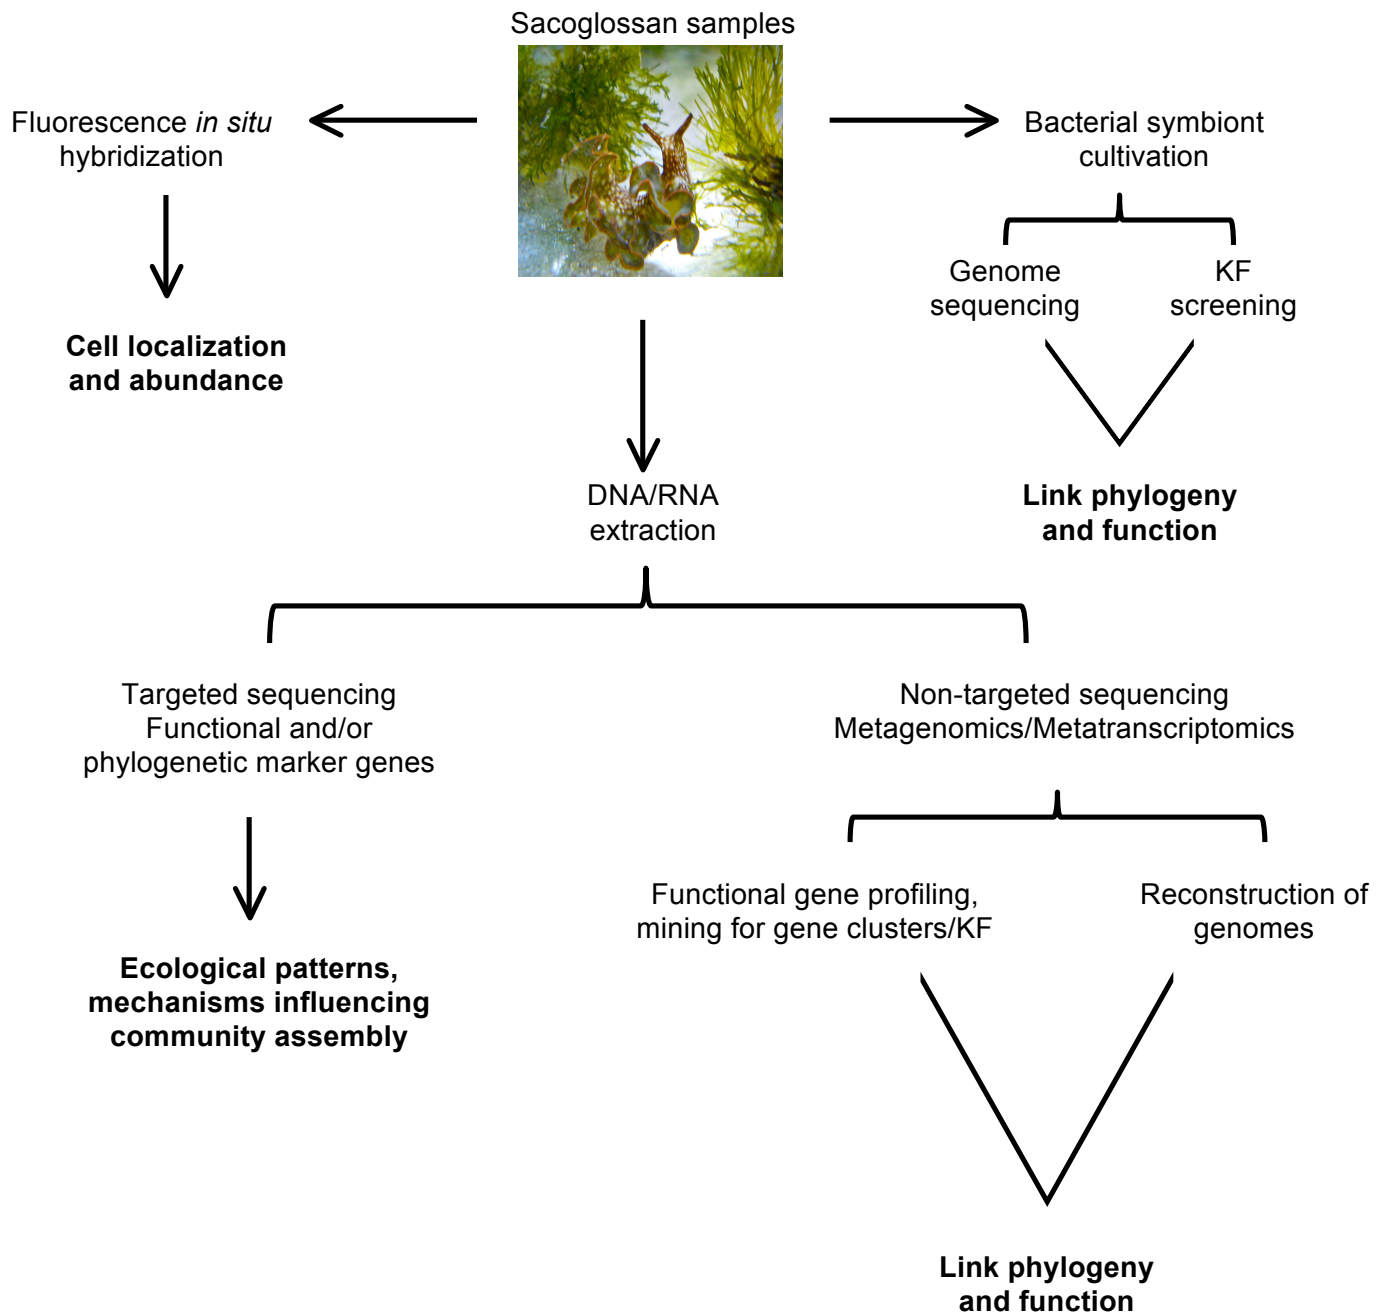 Sacoglossan samples
Fluorescence in situ
hybridization
Cell localization
and abundance
Bacterial symbiont
cultivation
Genome
sequencing
KF
screening
Link phylogeny
and function
DNA/RNA
extraction
Targeted sequencing
Functional and/or
phylogenetic marker genes
Ecological patterns,
mechanisms influencing
community assembly
Non-targeted sequencing
Metagenomics/Metatranscriptomics
Functional gene profiling,
mining for gene clusters/KF
Reconstruction of
genomes
Link phylogeny
and function